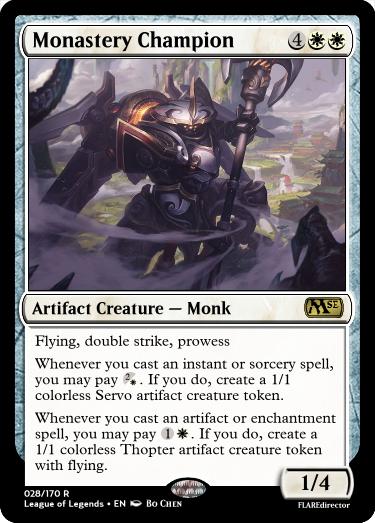 Monastery Champion 4
Artifact Creature — Monk
MSE
Flying, double strike, prowess
Whenever you cast an instant or sorcery spell,
you may pay 2. If you do, create a 1/1
colorless Servo artifact creature token.
Whenever you cast an artifact or enchantment
spell, you may pay 1. If you do, create a
1/1 colorless Thopter artifact creature token
with flying.
1/4
028/170 R
League of Legends • EN Bo Chen
FLAREdirector